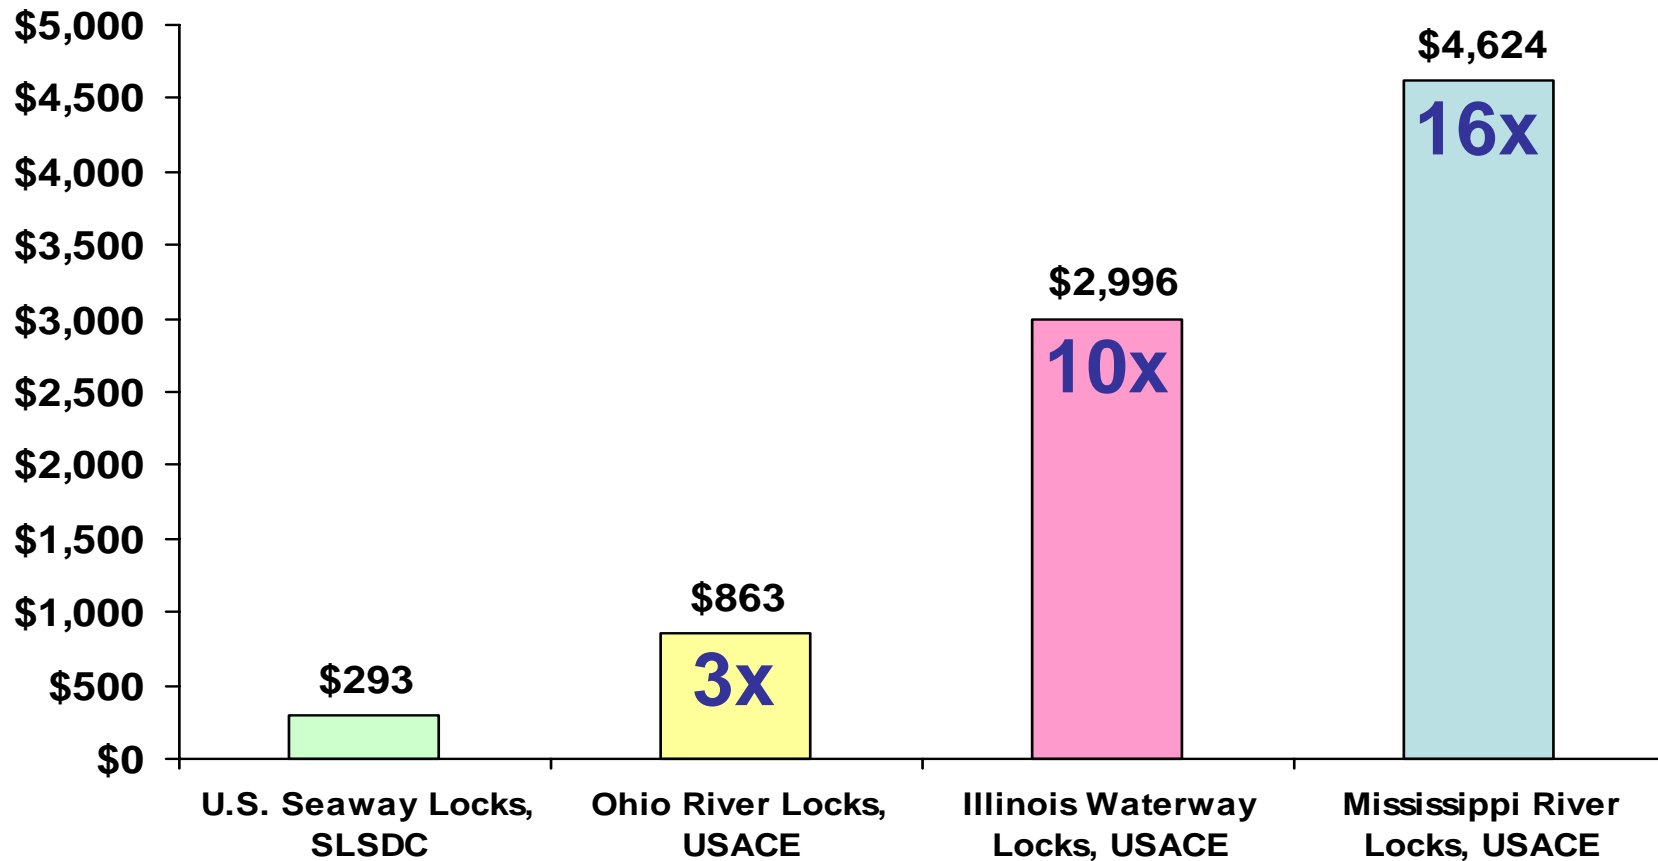 $5,000
$4,500
$4,000
$3,500
$3,000
$2,500
$2,000
$1,500
$1,000
$500
$0
$293
$863
3x
$2,996
10x
$4,624
16x
U.S. Seaway Locks,
SLSDC
Ohio River Locks,
USACE
Illinois Waterway
Locks, USACE
Mississippi River
Locks, USACE